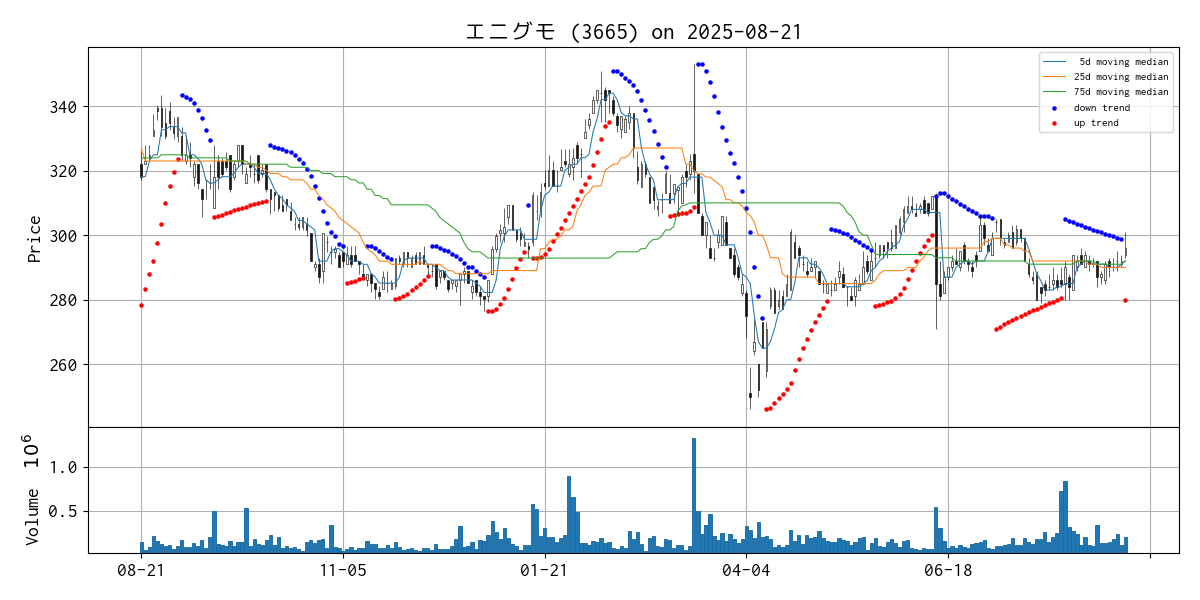 エニグモ (3665) on 2025-08-21
5d moving median
25d moving median
75d moving median
down trend
up trend
Price
340
320
300
280
260
Volume 10^6
1.0
0.5
08-21 11-05 01-21 04-04 06-18